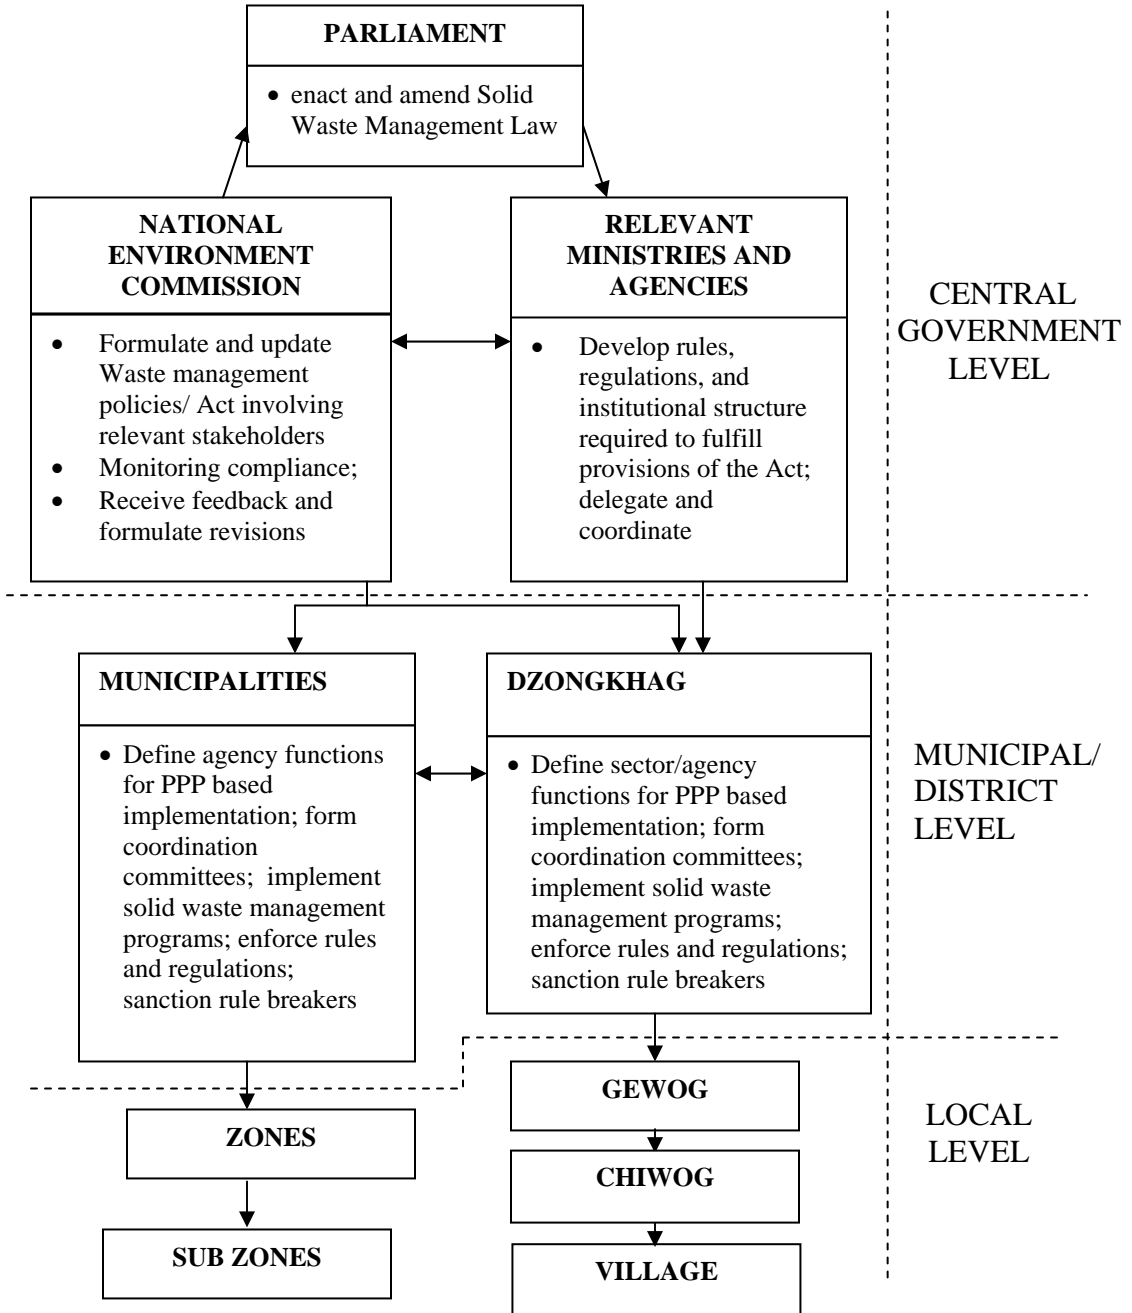 PARLIAMENT
• enact and amend Solid
Waste Management Law
NATIONAL
ENVIRONMENT
COMMISSION
• Formulate and update
Waste management
policies/ Act involving
relevant stakeholders
• Monitoring compliance;
• Receive feedback and
formulate revisions
RELEVANT
MINISTRIES AND
AGENCIES
• Develop rules,
regulations, and
institutional structure
required to fulfill
provisions of the Act;
delegate and
coordinate
CENTRAL
GOVERNMENT
LEVEL
MUNICIPALITIES
• Define agency functions
for PPP based
implementation; form
coordination
committees; implement
solid waste management
programs; enforce rules
and regulations;
sanction rule breakers
DZONGKHAG
• Define sector/agency
functions for PPP based
implementation; form
coordination committees;
implement solid waste
management programs;
enforce rules and regulations;
sanction rule breakers
MUNICIPAL/
DISTRICT
LEVEL
ZONES
SUB ZONES
GEWOG
CHIWOG
VILLAGE
LOCAL
LEVEL